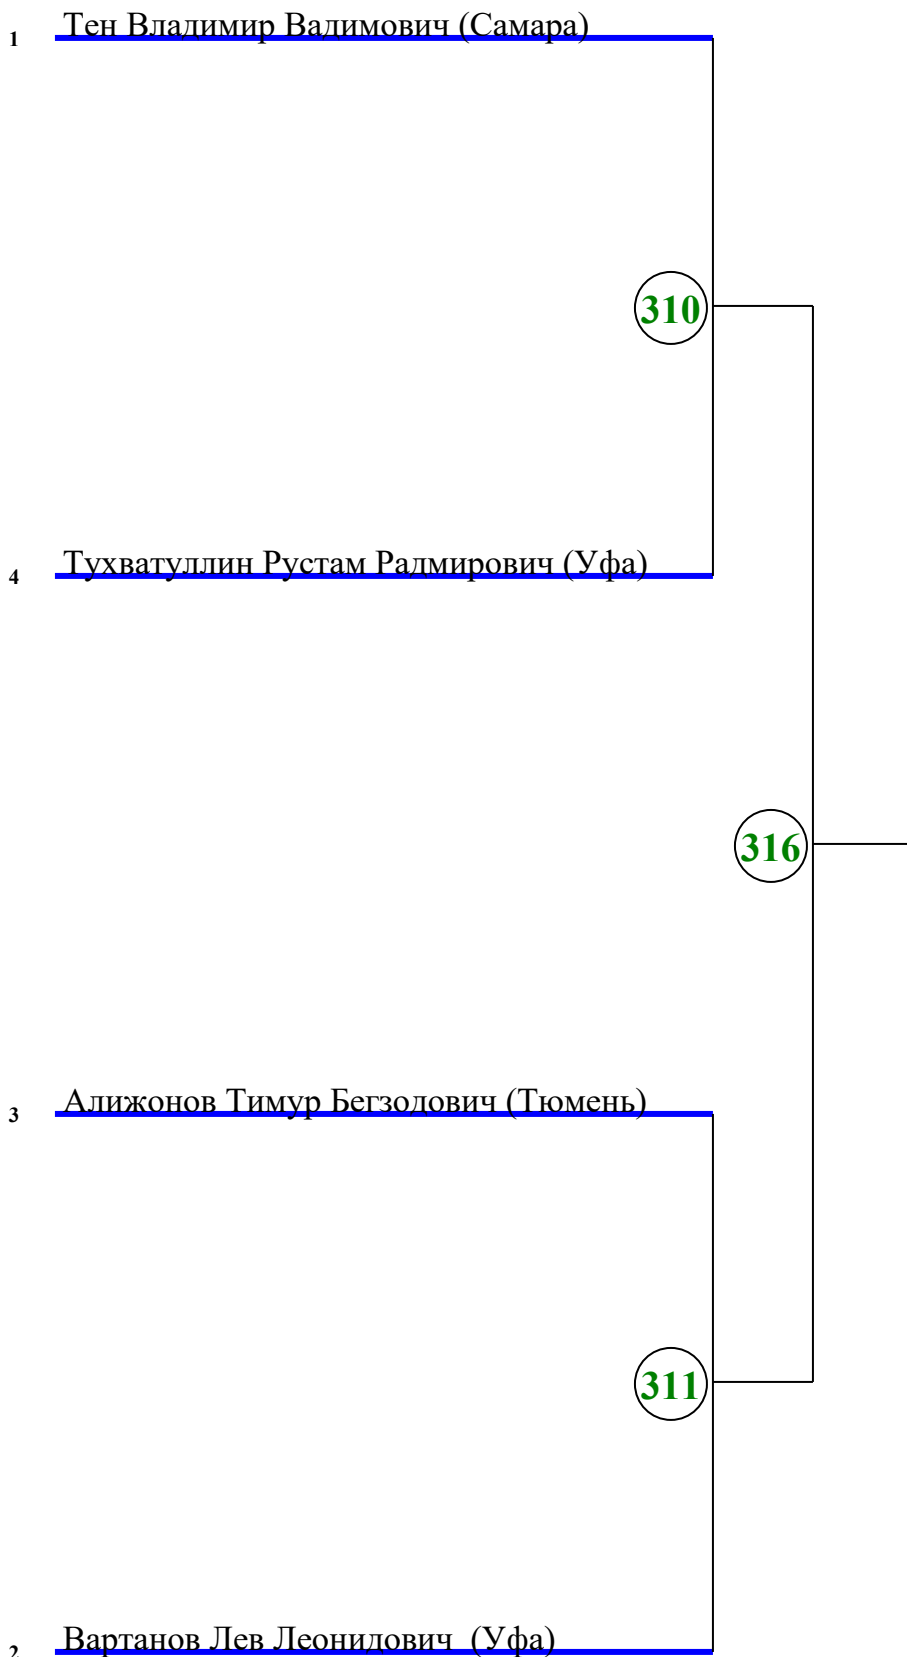 1 Тен Владимир Вадимович (Самара)
310
4 Тухватуллин Рустам Радмирович (Уфа)
316
3 Алижонов Тимур Бегзодович (Тюмень)
311
2 Вартанов Лев Леонидович (Уфа)